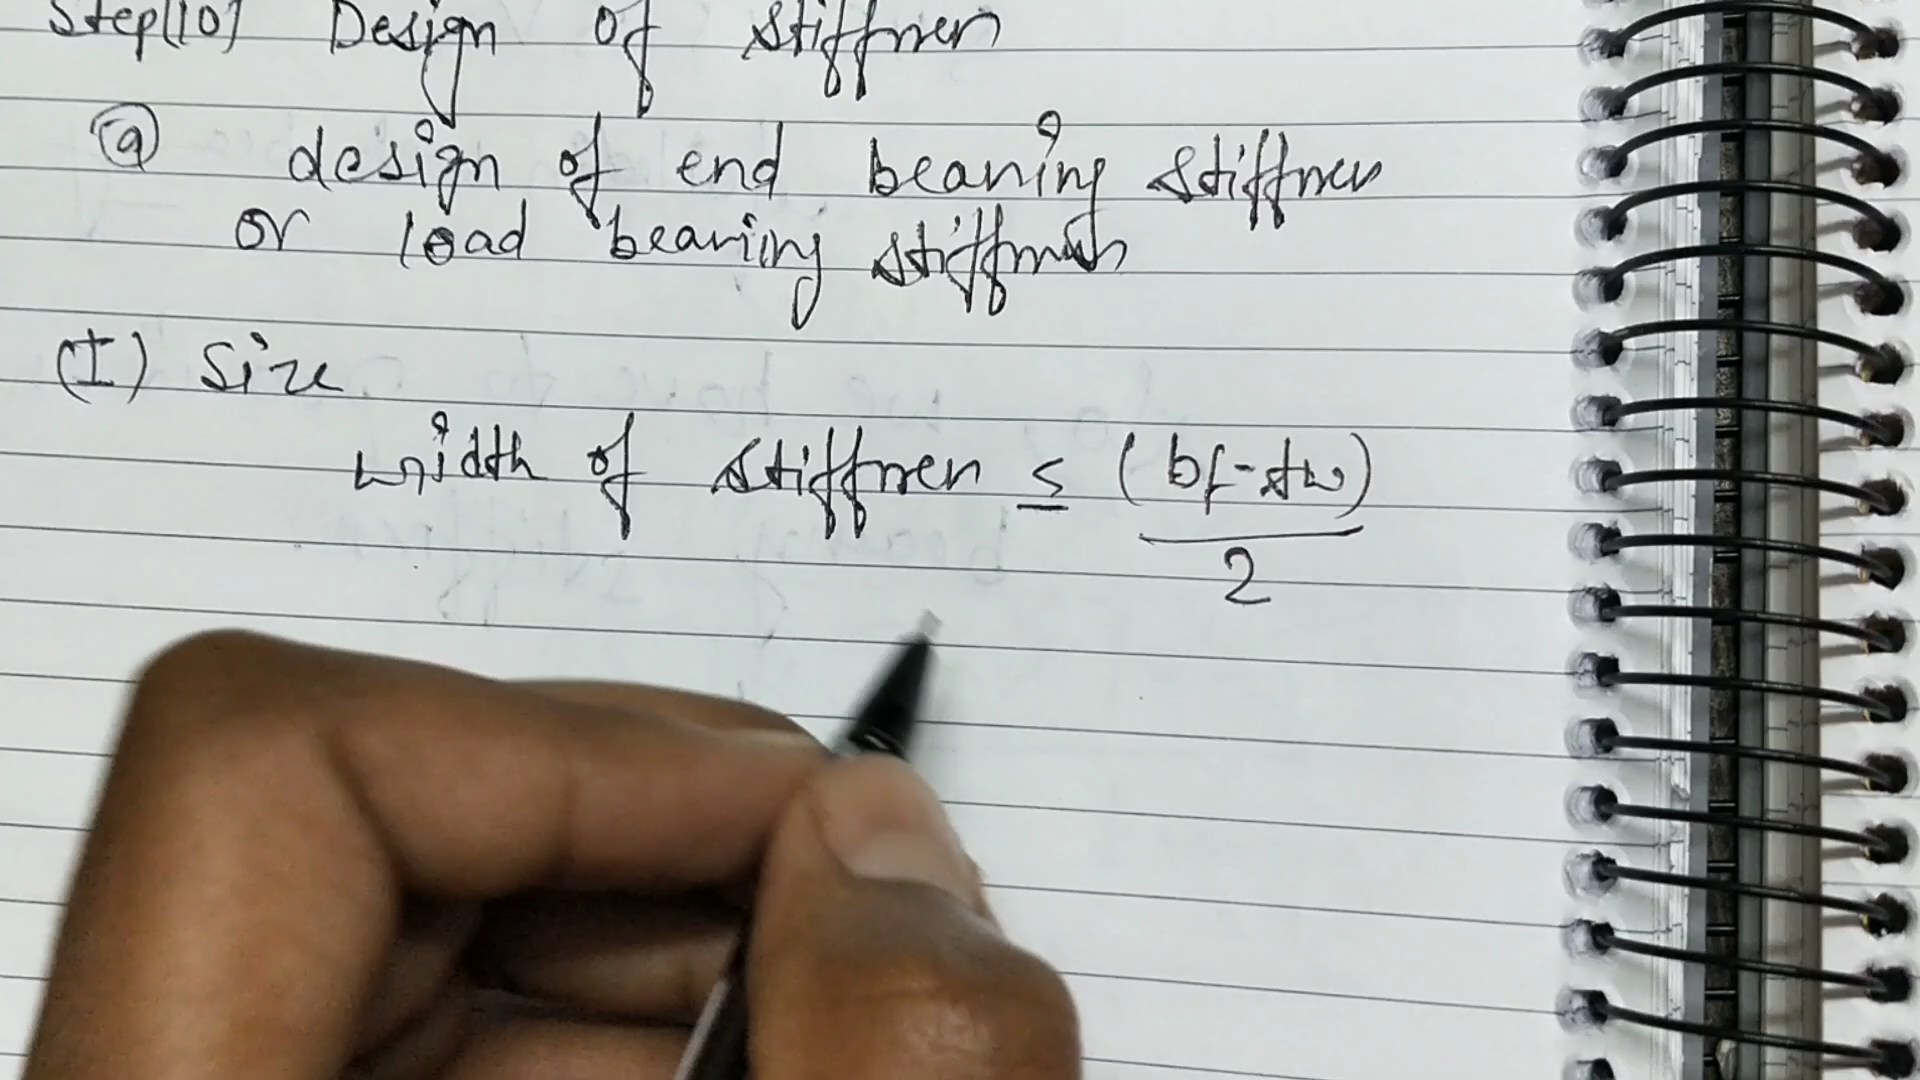 Step(10) Design of stiffner
(a) design of end bearing stiffner
or load bearing stiffners
(I) Size
width of stiffner ≤ (bf-tw)
2